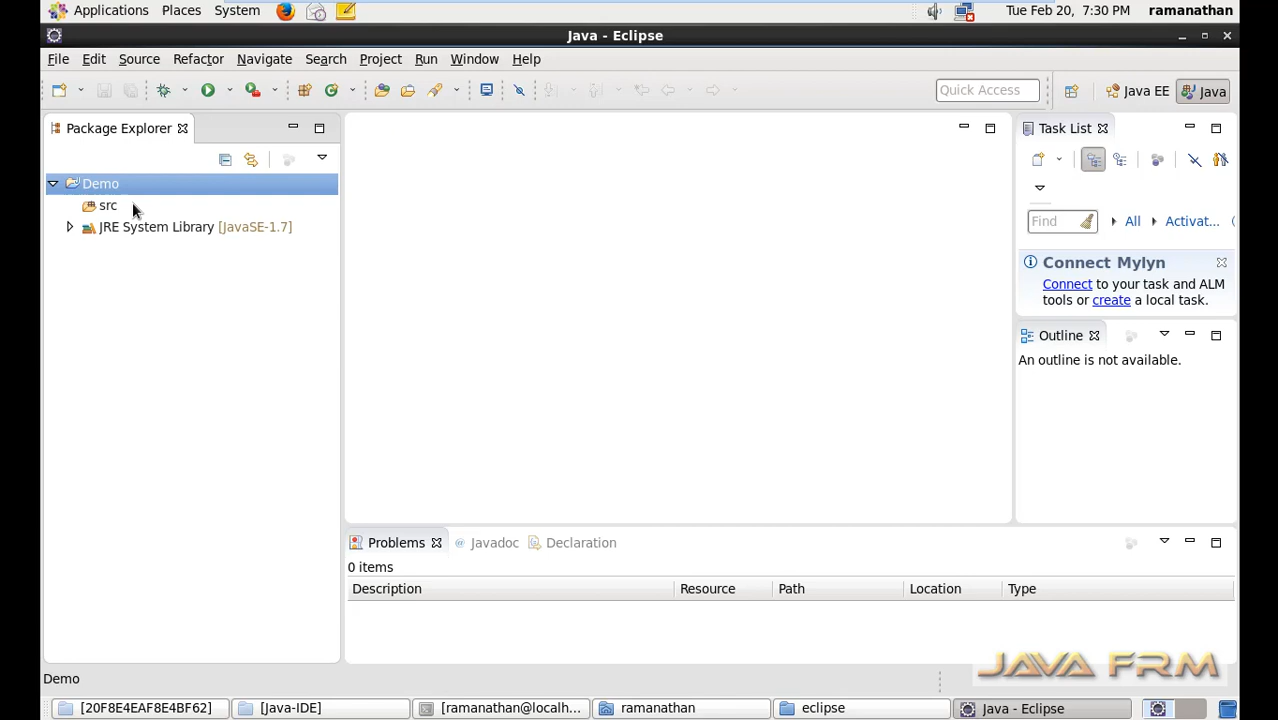 Applications Places System Tue Feb 20, 7:30 PM ramanathan
Java - Eclipse
File Edit Source Refactor Navigate Search Project Run Window Help
Quick Access Java EE Java
Package Explorer
Demo
src
JRE System Library [JavaSE-1.7]
Task List
Find All Activat...
Connect Mylyn
Connect to your task and ALM
tools or create a local task.
Outline
An outline is not available.
Problems @ Javadoc Declaration
0 items
Description Resource Path Location Type
Demo
JAVA FRM
[20F8E4EAF8E4BF62] [Java-IDE] [ramanathan@localh... ramanathan eclipse Java - Eclipse